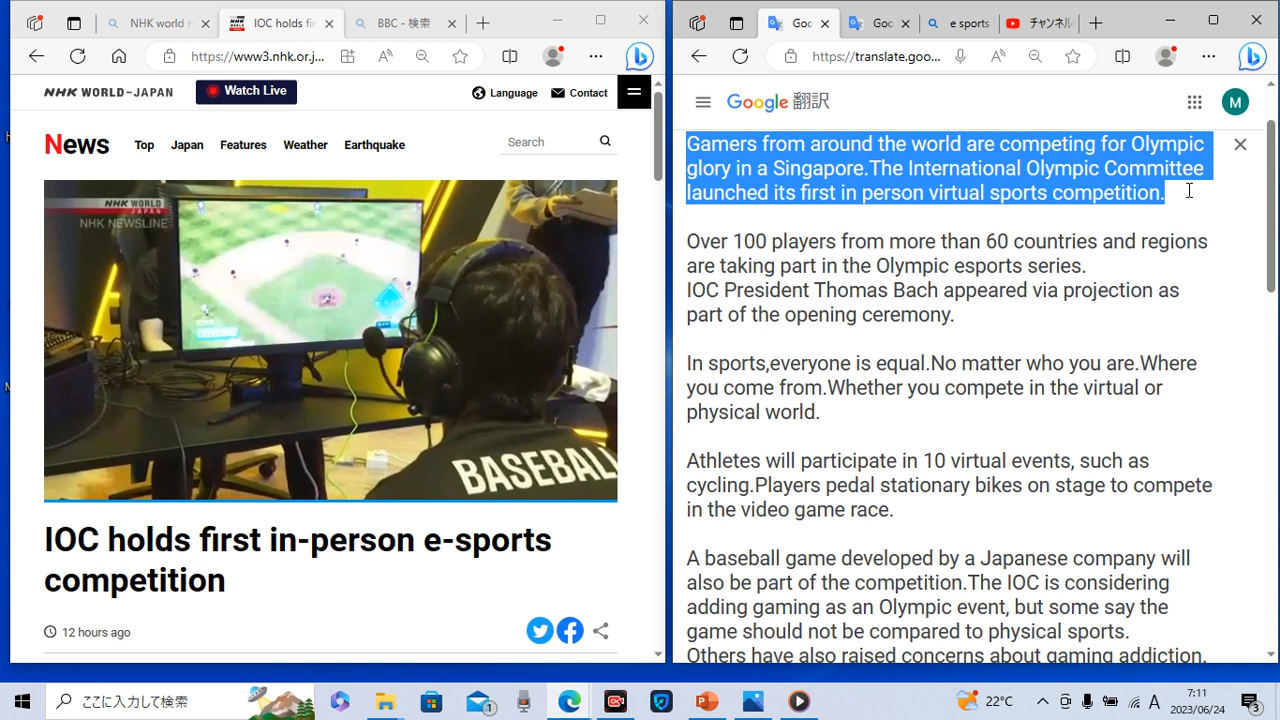 NHK world n
IOC holds fir
BBC - 検索
https://www3.nhk.or.j...
NHK WORLD-JAPAN
Watch Live
Language
Contact
News
Top
Japan
Features
Weather
Earthquake
Search
NHK WORLD
JAPAN
NHK NEWSLINE
BASEBALL
IOC holds first in-person e-sports
competition
12 hours ago
Goo
Goo
e sports
チャンネル
https://translate.goo...
Google 翻訳
M
Gamers from around the world are competing for Olympic
glory in a Singapore.The International Olympic Committee
launched its first in person virtual sports competition.
Over 100 players from more than 60 countries and regions
are taking part in the Olympic esports series.
IOC President Thomas Bach appeared via projection as
part of the opening ceremony.
In sports,everyone is equal.No matter who you are.Where
you come from.Whether you compete in the virtual or
physical world.
Athletes will participate in 10 virtual events, such as
cycling.Players pedal stationary bikes on stage to compete
in the video game race.
A baseball game developed by a Japanese company will
also be part of the competition.The IOC is considering
adding gaming as an Olympic event, but some say the
game should not be compared to physical sports.
Others have also raised concerns about gaming addiction.
ここに入力して検索
1
22°C
A
7:11
2023/06/24
3